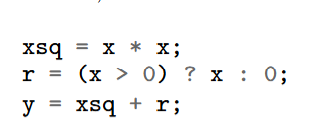 xsq = x * x;
r = (x > 0) ? x : 0;
y = xsq + r;